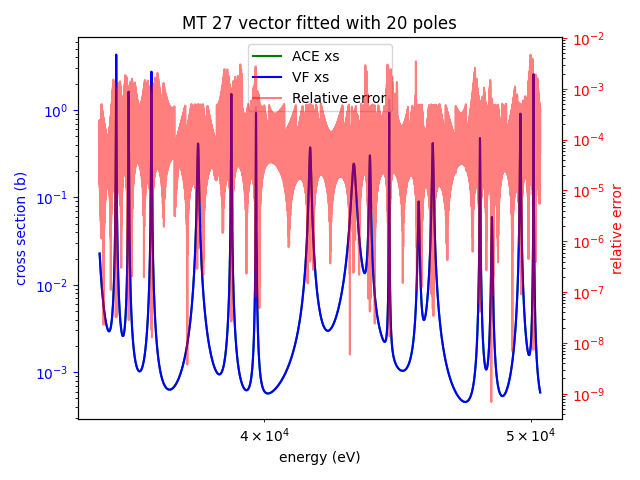 MT 27 vector fitted with 20 poles
ACE xs
VF xs
Relative error
cross section (b)
10⁰
10⁻¹
10⁻²
10⁻³
10⁻²
10⁻³
10⁻⁴
10⁻⁵
10⁻⁶
10⁻⁷
10⁻⁸
10⁻⁹
relative error
4 × 10⁴
5 × 10⁴
energy (eV)